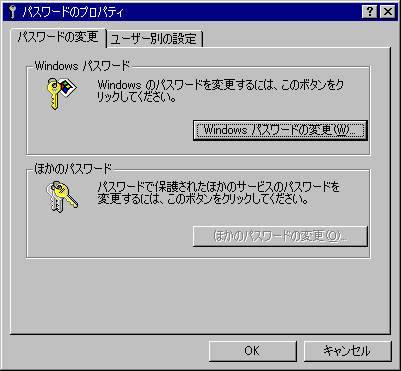 パスワードのプロパティ
パスワードの変更 ユーザー別の設定
Windows パスワード
Windows のパスワードを変更するには、このボタンをク
リックしてください。
Windows パスワードの変更(W)...
ほかのパスワード
パスワードで保護されたほかのサービスのパスワードを
変更するには、このボタンをクリックしてください。
ほかのパスワードの変更(O)...
OK キャンセル